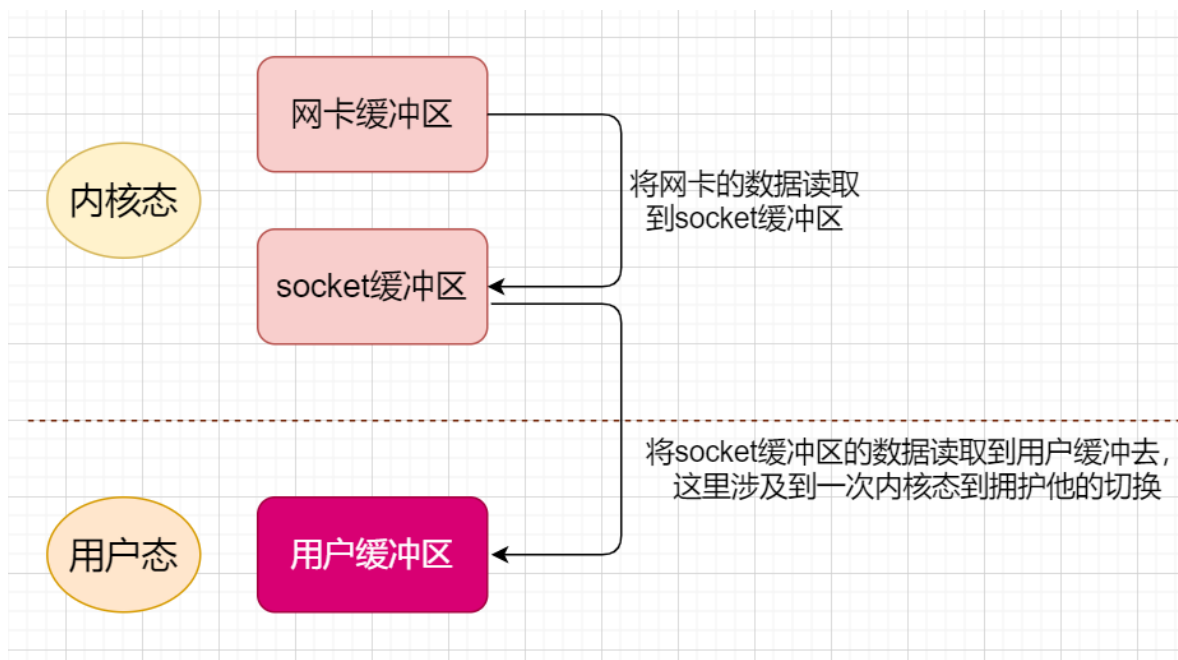 网卡缓冲区
内核态
将网卡的数据读取
到socket缓冲区
socket缓冲区
将socket缓冲区的数据读取到用户缓冲去，
这里涉及到一次内核态到拥护他的切换
用户态
用户缓冲区